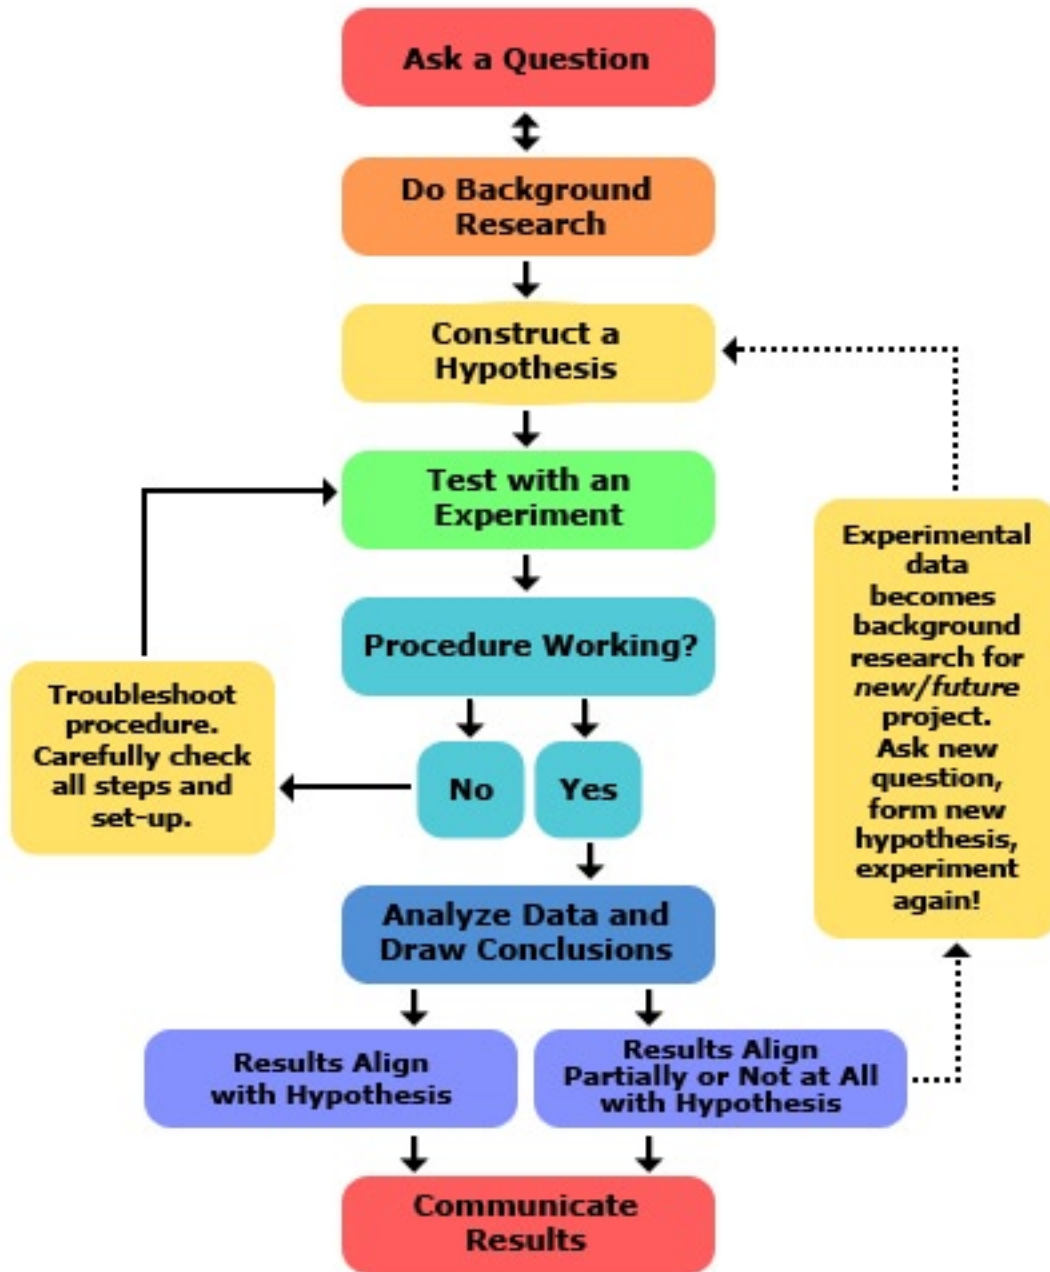 Ask a Question
Do Background
Research
Construct a
Hypothesis
Test with an
Experiment
Procedure Working?
No
Yes
Troubleshoot
procedure.
Carefully check
all steps and
set-up.
Experimental
data
becomes
background
research for
new/future
project.
Ask new
question,
form new
hypothesis,
experiment
again!
Analyze Data and
Draw Conclusions
Results Align
with Hypothesis
Results Align
Partially or Not at All
with Hypothesis
Communicate
Results